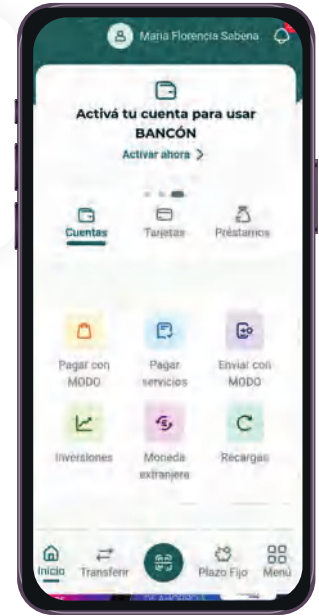 Maria Florencia Sabena
Activá tu cuenta para usar
BANCÓN
Activar ahora >
Cuentas
Tarjetas
Préstamos
Pagar con
MODO
Pagar
servicios
Enviar con
MODO
Inversiones
Moneda
extranjera
Recargas
Inicio
Transferir
Plazo Fijo
Menú